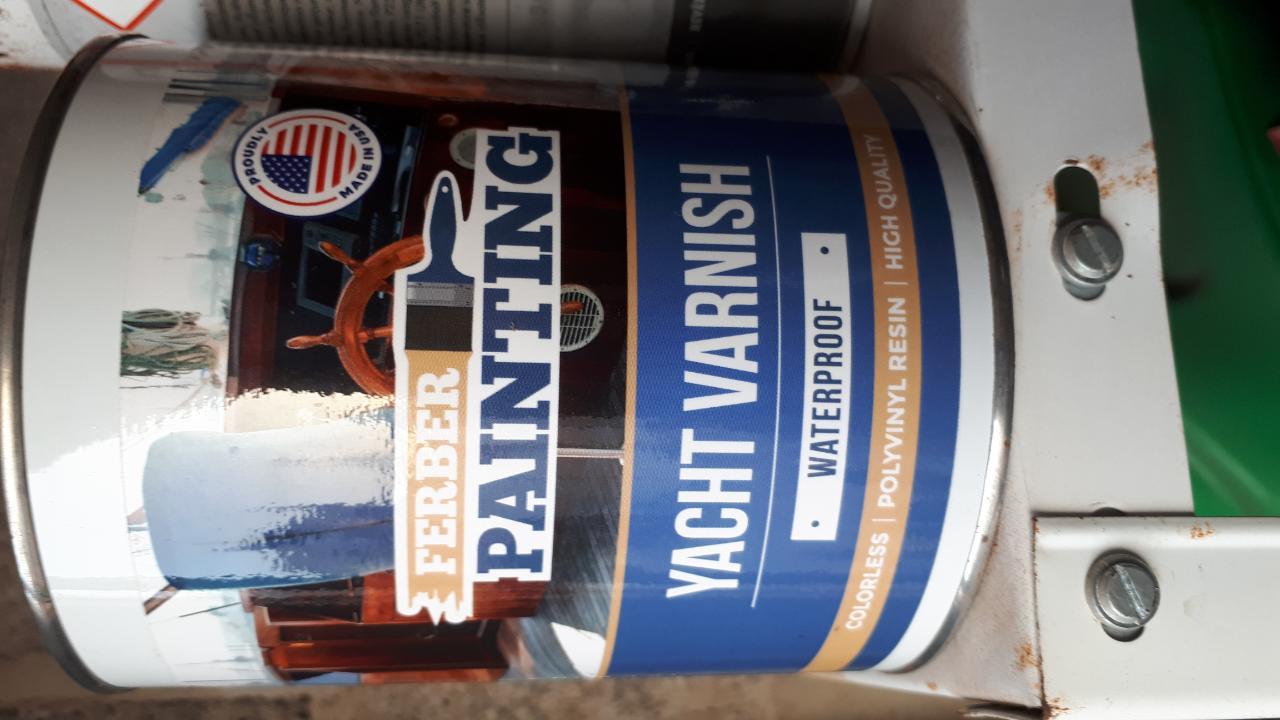 PROUDLY
MADE IN USA
FERBER
PAINTING
YACHT VARNISH
WATERPROOF
COLORLESS | POLYVINYL RESIN | HIGH QUALITY